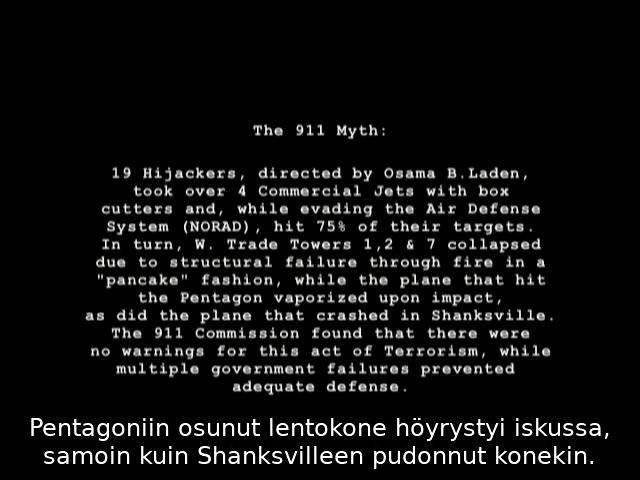 The 911 Myth:
19 Hijackers, directed by Osama B.Laden,
took over 4 Commercial Jets with box
cutters and, while evading the Air Defense
System (NORAD), hit 75% of their targets.
In turn, W. Trade Towers 1,2 & 7 collapsed
due to structural failure through fire in a
"pancake" fashion, while the plane that hit
the Pentagon vaporized upon impact,
as did the plane that crashed in Shanksville.
The 911 Commission found that there were
no warnings for this act of Terrorism, while
multiple government failures prevented
adequate defense.
Pentagoniin osunut lentokone höyrystyi iskussa,
samoin kuin Shanksvilleen pudonnut konekin.